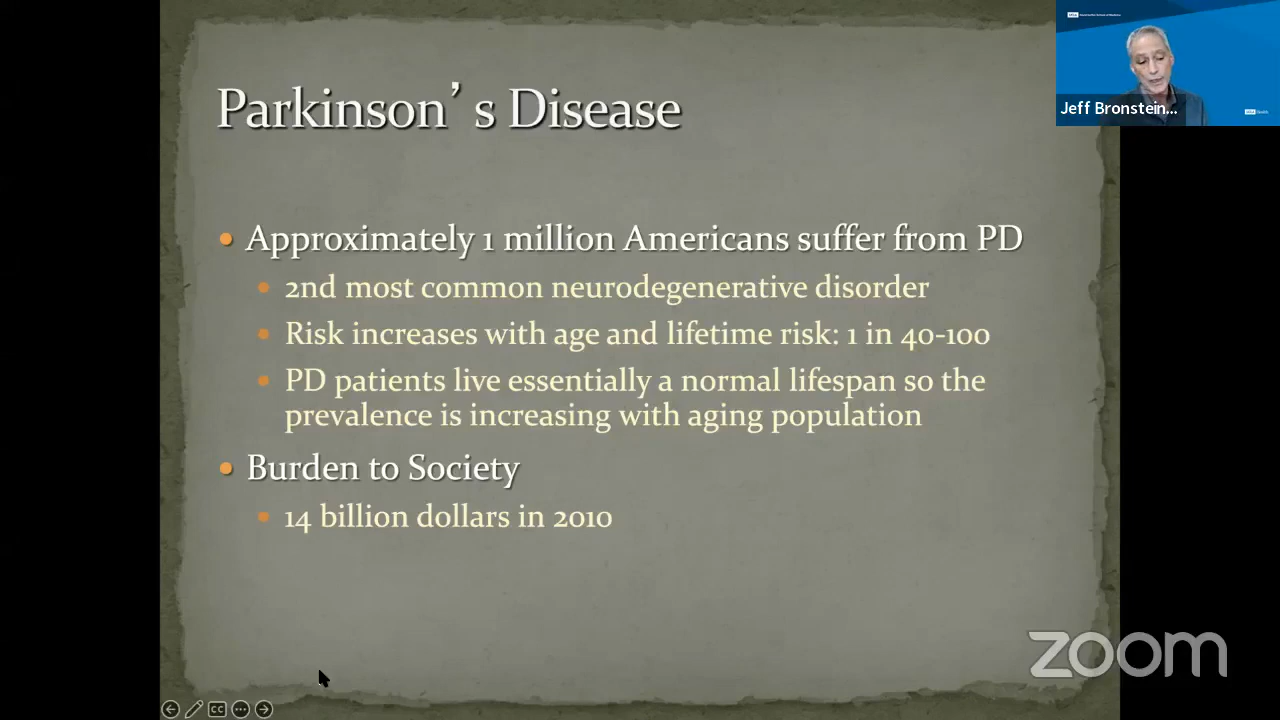 Parkinson’s Disease
Jeff Bronstein...
• Approximately 1 million Americans suffer from PD
• 2nd most common neurodegenerative disorder
• Risk increases with age and lifetime risk: 1 in 40-100
• PD patients live essentially a normal lifespan so the
prevalence is increasing with aging population
• Burden to Society
• 14 billion dollars in 2010
zoom
CC